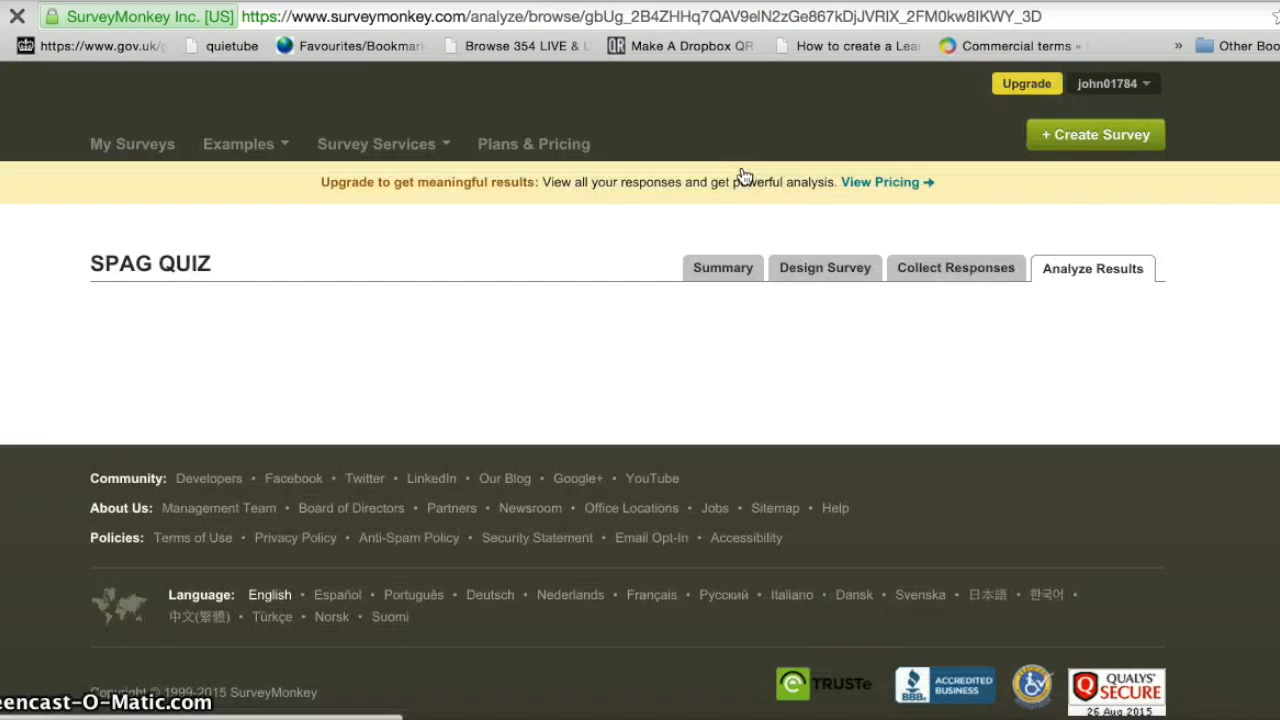 SurveyMonkey Inc. [US] https://www.surveymonkey.com/analyze/browse/gbUg_2B4ZHHq7QAV9elN2zGe867kDjJVRIX_2FM0kw8IKWY_3D
https://www.gov.uk/ quietube Favourites/Bookmar Browse 354 LIVE & U Make A Dropbox QR How to create a Lea Commercial terms » Other Boo
Upgrade john01784
My Surveys Examples Survey Services Plans & Pricing + Create Survey
Upgrade to get meaningful results: View all your responses and get powerful analysis. View Pricing →
SPAG QUIZ Summary Design Survey Collect Responses Analyze Results
Community: Developers • Facebook • Twitter • LinkedIn • Our Blog • Google+ • YouTube
About Us: Management Team • Board of Directors • Partners • Newsroom • Office Locations • Jobs • Sitemap • Help
Policies: Terms of Use • Privacy Policy • Anti-Spam Policy • Security Statement • Email Opt-In • Accessibility
Language: English • Español • Português • Deutsch • Nederlands • Français • Русский • Italiano • Dansk • Svenska • 日本語 • 한국어 •
中文(繁體) • Türkçe • Norsk • Suomi
TRUSTe BBB. ACCREDITED BUSINESS QUALYS' SECURE
Copyright © 1999-2015 SurveyMonkey
eencast-O-Matic.com
26 Aug 2015